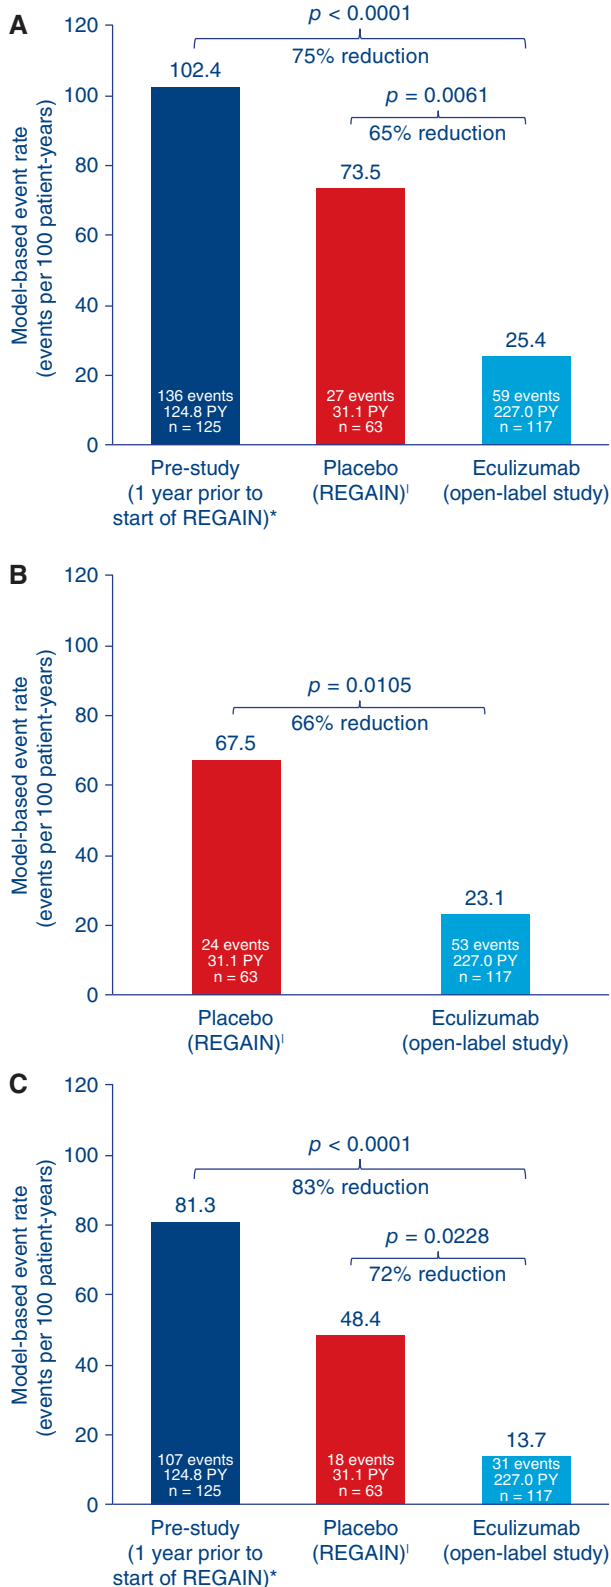 A
Model-based event rate
(events per 100 patient-years)
120
100
80
60
40
20
0
p < 0.0001
75% reduction
p = 0.0061
65% reduction
102.4
73.5
25.4
136 events
124.8 PY
n = 125
27 events
31.1 PY
n = 63
59 events
227.0 PY
n = 117
Pre-study
(1 year prior to
start of REGAIN)*
Placebo
(REGAIN)|
Eculizumab
(open-label study)
B
Model-based event rate
(events per 100 patient-years)
120
100
80
60
40
20
0
p = 0.0105
66% reduction
67.5
23.1
24 events
31.1 PY
n = 63
53 events
227.0 PY
n = 117
Placebo
(REGAIN)|
Eculizumab
(open-label study)
C
Model-based event rate
(events per 100 patient-years)
120
100
80
60
40
20
0
p < 0.0001
83% reduction
p = 0.0228
72% reduction
81.3
48.4
13.7
107 events
124.8 PY
n = 125
18 events
31.1 PY
n = 63
31 events
227.0 PY
n = 117
Pre-study
(1 year prior to
start of REGAIN)*
Placebo
(REGAIN)|
Eculizumab
(open-label study)